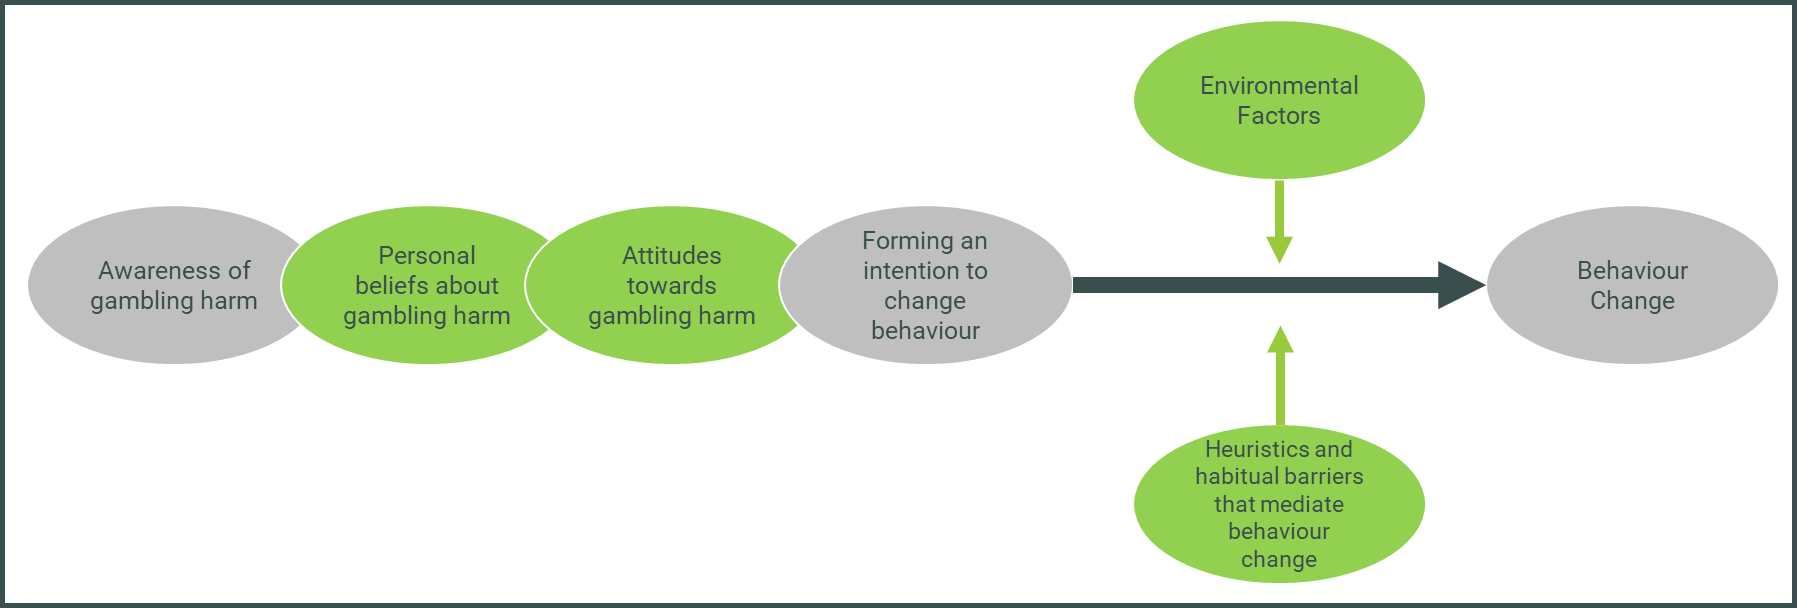 Awareness of
gambling harm
Personal
beliefs about
gambling harm
Attitudes
towards
gambling harm
Forming an
intention to
change
behaviour
Environmental
Factors
Heuristics and
habitual barriers
that mediate
behaviour
change
Behaviour
Change